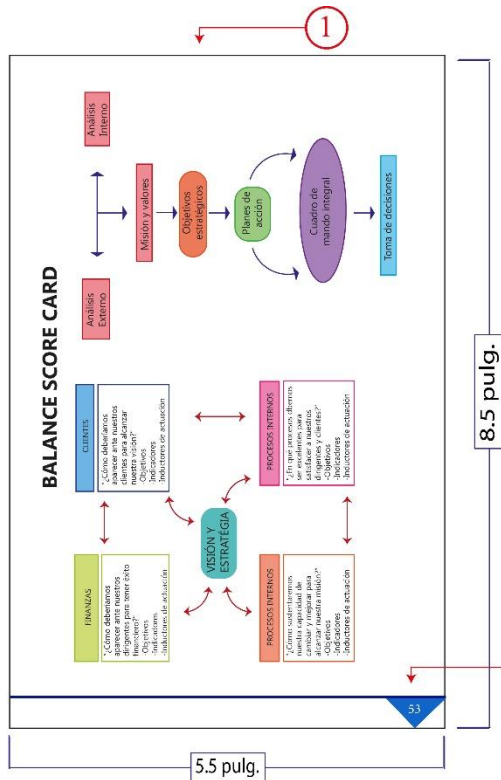 1
BALANCE SCORE CARD
FINANZAS
"¿Cómo deberíamos
aparecer ante nuestros
dirigentes para tener éxito
financiero?"
-Objetivos
-Indicadores
-Inductores de actuación
CLIENTES
"¿Cómo deberíamos
aparecer ante nuestros
clientes para alcanzar
nuestra visión?"
-Objetivos
-Indicadores
-Inductores de actuación
VISIÓN Y
ESTRATÉGIA
PROCESOS INTERNOS
"¿Como sustentaremos
nuestra capacidad de
cambiar y mejorar para
alcanzar nuestra misión?"
-Objetivos
-Indicadores
-Inductores de actuación
PROCESOS INTERNOS
"¿En que procesos dbemos
ser excelentes para
satisfacer a nuestros
dirigentes y clientes?"
-Objetivos
-Indicadores
-Inductores de actuación
Análisis
Externo
Análisis
Interno
Misión y valores
Objetivos
estratégicos
Planes de
acción
Cuadro de
mando integral
Toma de decisiones
53
8.5 pulg.
5.5 pulg.